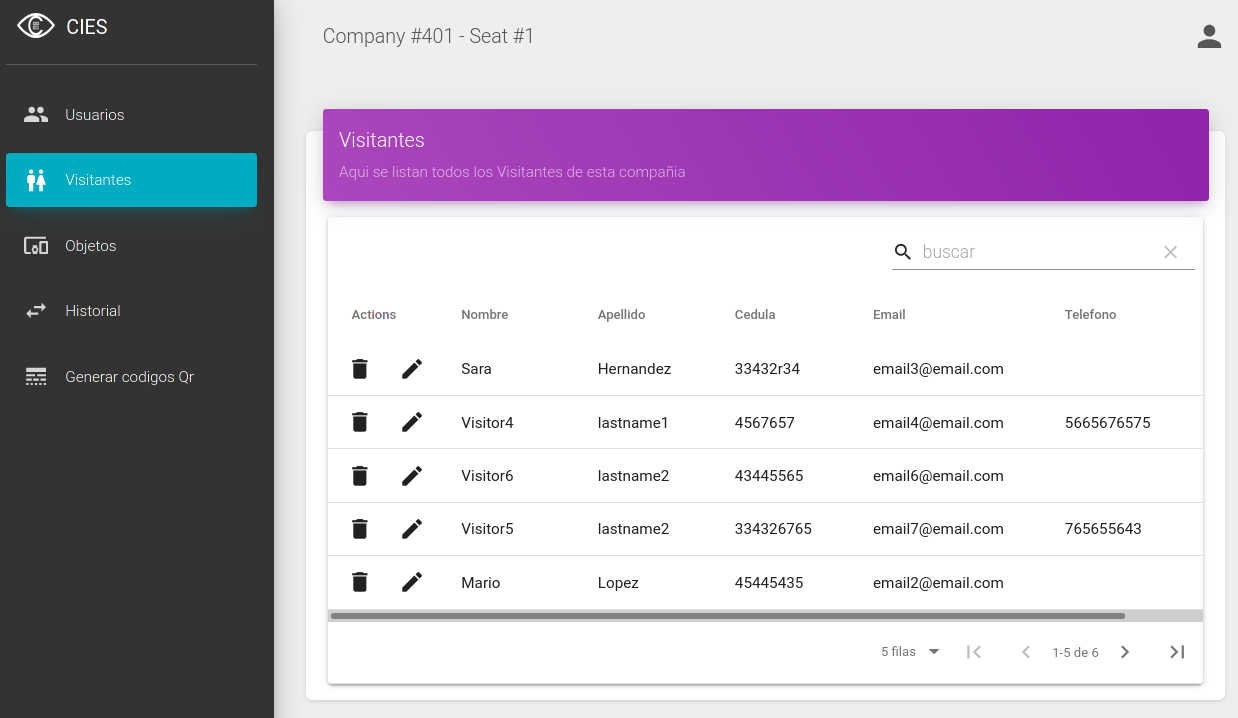 CIES
Usuarios
Visitantes
Objetos
Historial
Generar codigos Qr
Company #401 - Seat #1
Visitantes
Aqui se listan todos los Visitantes de esta compañia
buscar
Actions Nombre Apellido Cedula Email Telefono
Sara Hernandez 33432r34 email3@email.com
Visitor4 lastname1 4567657 email4@email.com 5665676575
Visitor6 lastname2 43445565 email6@email.com
Visitor5 lastname2 334326765 email7@email.com 765655643
Mario Lopez 45445435 email2@email.com
5 filas 1-5 de 6